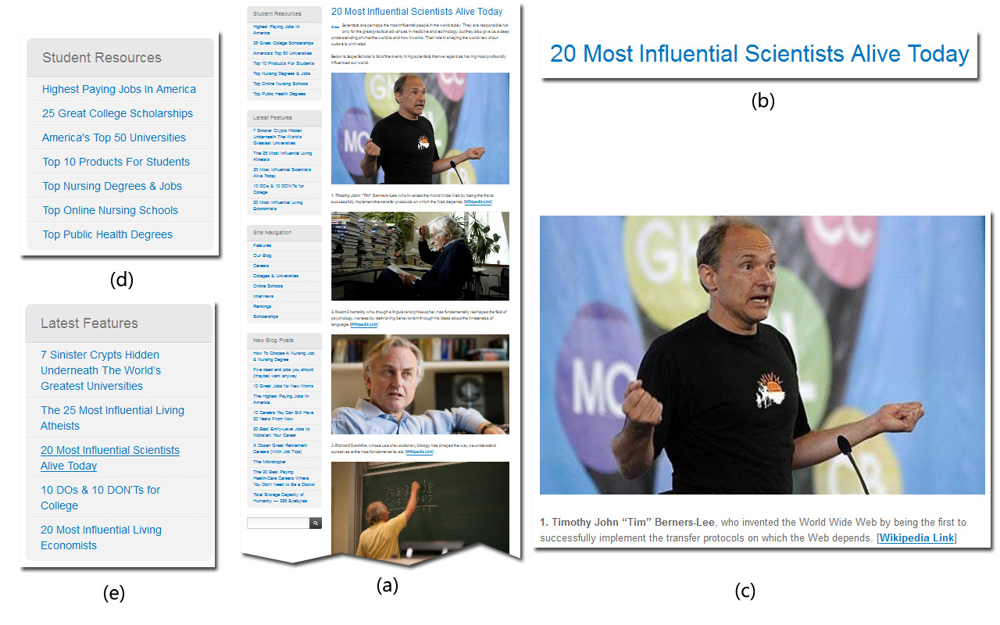 Student Resources
Highest Paying Jobs In America
25 Great College Scholarships
America's Top 50 Universities
Top 10 Products For Students
Top Nursing Degrees & Jobs
Top Online Nursing Schools
Top Public Health Degrees
(d)
Latest Features
7 Sinister Crypts Hidden
Underneath The World's
Greatest Universities
The 25 Most Influential Living
Atheists
20 Most Influential Scientists
Alive Today
10 DOs & 10 DON'Ts for
College
20 Most Influential Living
Economists
(e)
Student Resources
Highest Paying Jobs In
America
25 Great College Scholarships
America's Top 50 Universities
Top 10 Products For Students
Top Nursing Degrees & Jobs
Top Online Nursing Schools
Top Public Health Degrees
Latest Features
7 Sinister Crypts Hidden
Underneath The World's
Greatest Universities
The 25 Most Influential Living
Atheists
20 Most Influential Scientists
Alive Today
10 DOs & 10 DON'Ts for
College
20 Most Influential Living
Economists
Site Navigation
Features
Our Blog
Careers
Colleges & Universities
Online Schools
Interviews
Rankings
Scholarships
New Blog Posts
How To Choose A Nursing Job
& Nursing Degree
Five dead end jobs you should
(maybe) want anyway
10 Great Jobs for New Moms
The Highest Paying Jobs In
America
10 Careers You Can Still Have
20 Years From Now
20 Best Entry-Level Jobs to
Kickstart Your Career
A Dozen Great Retirement
Careers (With Job Tips)
The Mikrokopter
The 20 Best Paying
Health-Care Careers Where
You Don't Need to Be a Doctor
Total Storage Capacity of
Humanity — 295 Exabytes
20 Most Influential Scientists Alive Today
Scientists are perhaps the most influential people in the world today. They are responsible not
only for the great practical advances in medicine and technology, but they also give us a deep
understanding of what the world is and how it works. Their role in shaping the worldview of our
culture is unrivaled.
Below is SuperScholar's list of the twenty living scientists that we regard as having most profoundly
influenced our world.
GH
CC
MO
1. Timothy John "Tim" Berners-Lee, who invented the World Wide Web by being the first to
successfully implement the transfer protocols on which the Web depends. [Wikipedia Link]
2. Noam Chomsky, who, though a linguist and philosopher, has fundamentally reshaped the field of
psychology, not least by dethroning behaviorism through his ideas about the innateness of
language. [Wikipedia Link]
3. Richard Dawkins, whose use of evolutionary biology has shaped the way we understand
ourselves at the most fundamental levels. [Wikipedia Link]
(a)
20 Most Influential Scientists Alive Today
(b)
GH
CC
MO
CB
1. Timothy John “Tim” Berners-Lee, who invented the World Wide Web by being the first to
successfully implement the transfer protocols on which the Web depends. [Wikipedia Link]
(c)